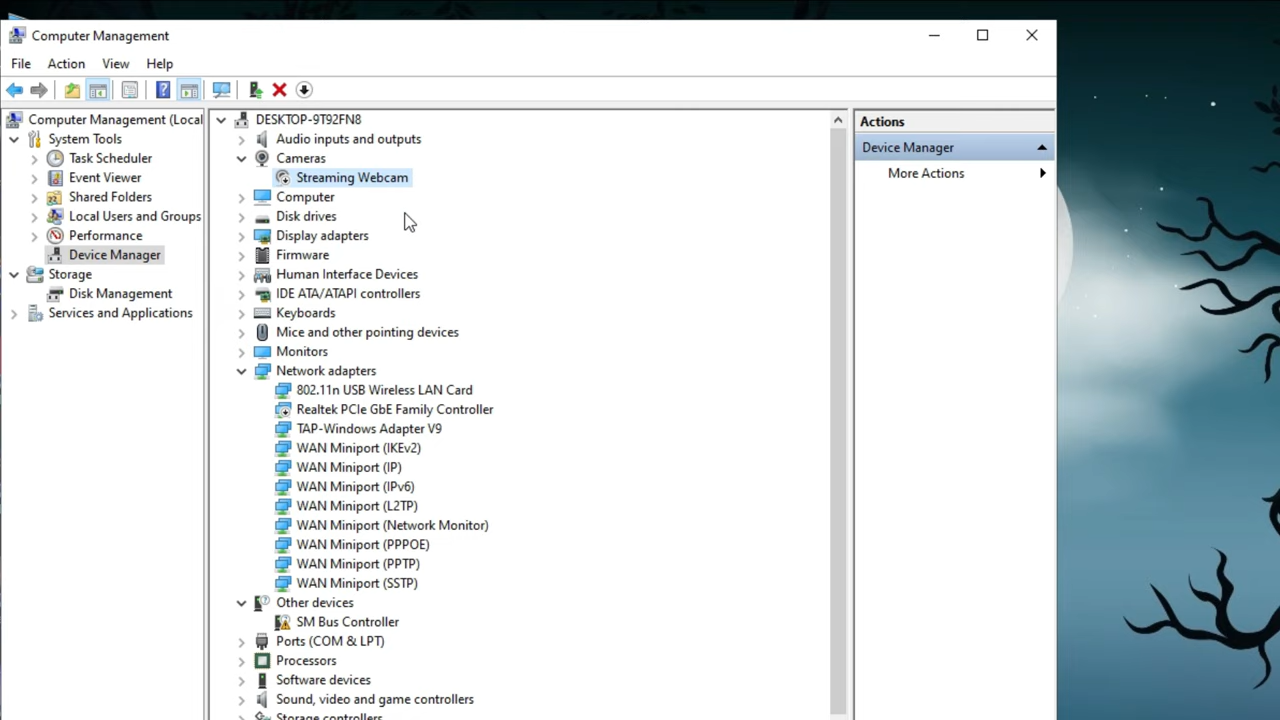 Computer Management
File Action View Help
Computer Management (Local
System Tools
Task Scheduler
Event Viewer
Shared Folders
Local Users and Groups
Performance
Device Manager
Storage
Disk Management
Services and Applications
DESKTOP-9T92FN8
Audio inputs and outputs
Cameras
Streaming Webcam
Computer
Disk drives
Display adapters
Firmware
Human Interface Devices
IDE ATA/ATAPI controllers
Keyboards
Mice and other pointing devices
Monitors
Network adapters
802.11n USB Wireless LAN Card
Realtek PCIe GbE Family Controller
TAP-Windows Adapter V9
WAN Miniport (IKEv2)
WAN Miniport (IP)
WAN Miniport (IPv6)
WAN Miniport (L2TP)
WAN Miniport (Network Monitor)
WAN Miniport (PPPOE)
WAN Miniport (PPTP)
WAN Miniport (SSTP)
Other devices
SM Bus Controller
Ports (COM & LPT)
Processors
Software devices
Sound, video and game controllers
Storage controllers
Actions
Device Manager
More Actions